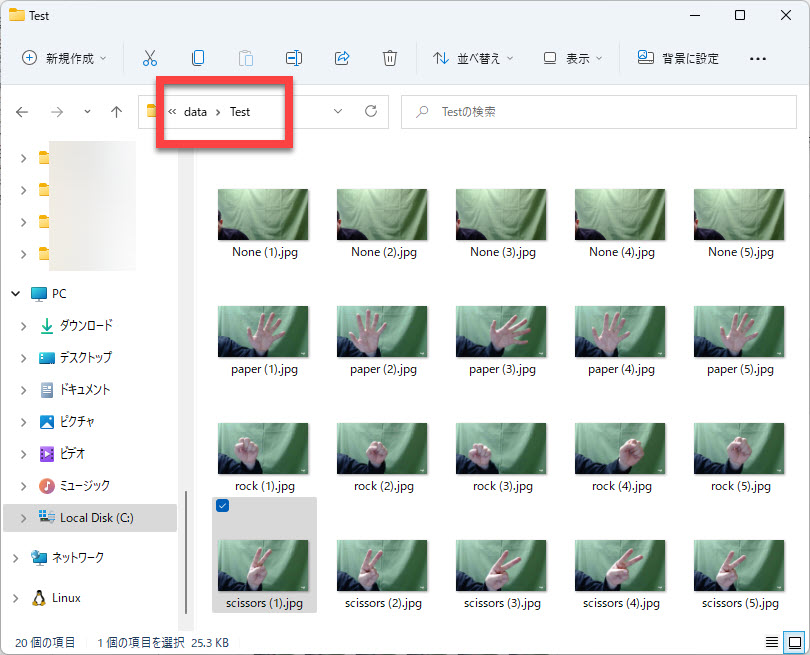 Test
新規作成
並べ替え
表示
背景に設定
« data › Test
Testの検索
None (1).jpg
None (2).jpg
None (3).jpg
None (4).jpg
None (5).jpg
PC
ダウンロード
デスクトップ
ドキュメント
ピクチャ
ビデオ
ミュージック
Local Disk (C:)
ネットワーク
Linux
paper (1).jpg
paper (2).jpg
paper (3).jpg
paper (4).jpg
paper (5).jpg
rock (1).jpg
rock (2).jpg
rock (3).jpg
rock (4).jpg
rock (5).jpg
scissors (1).jpg
scissors (2).jpg
scissors (3).jpg
scissors (4).jpg
scissors (5).jpg
20 個の項目
1 個の項目を選択 25.3 KB